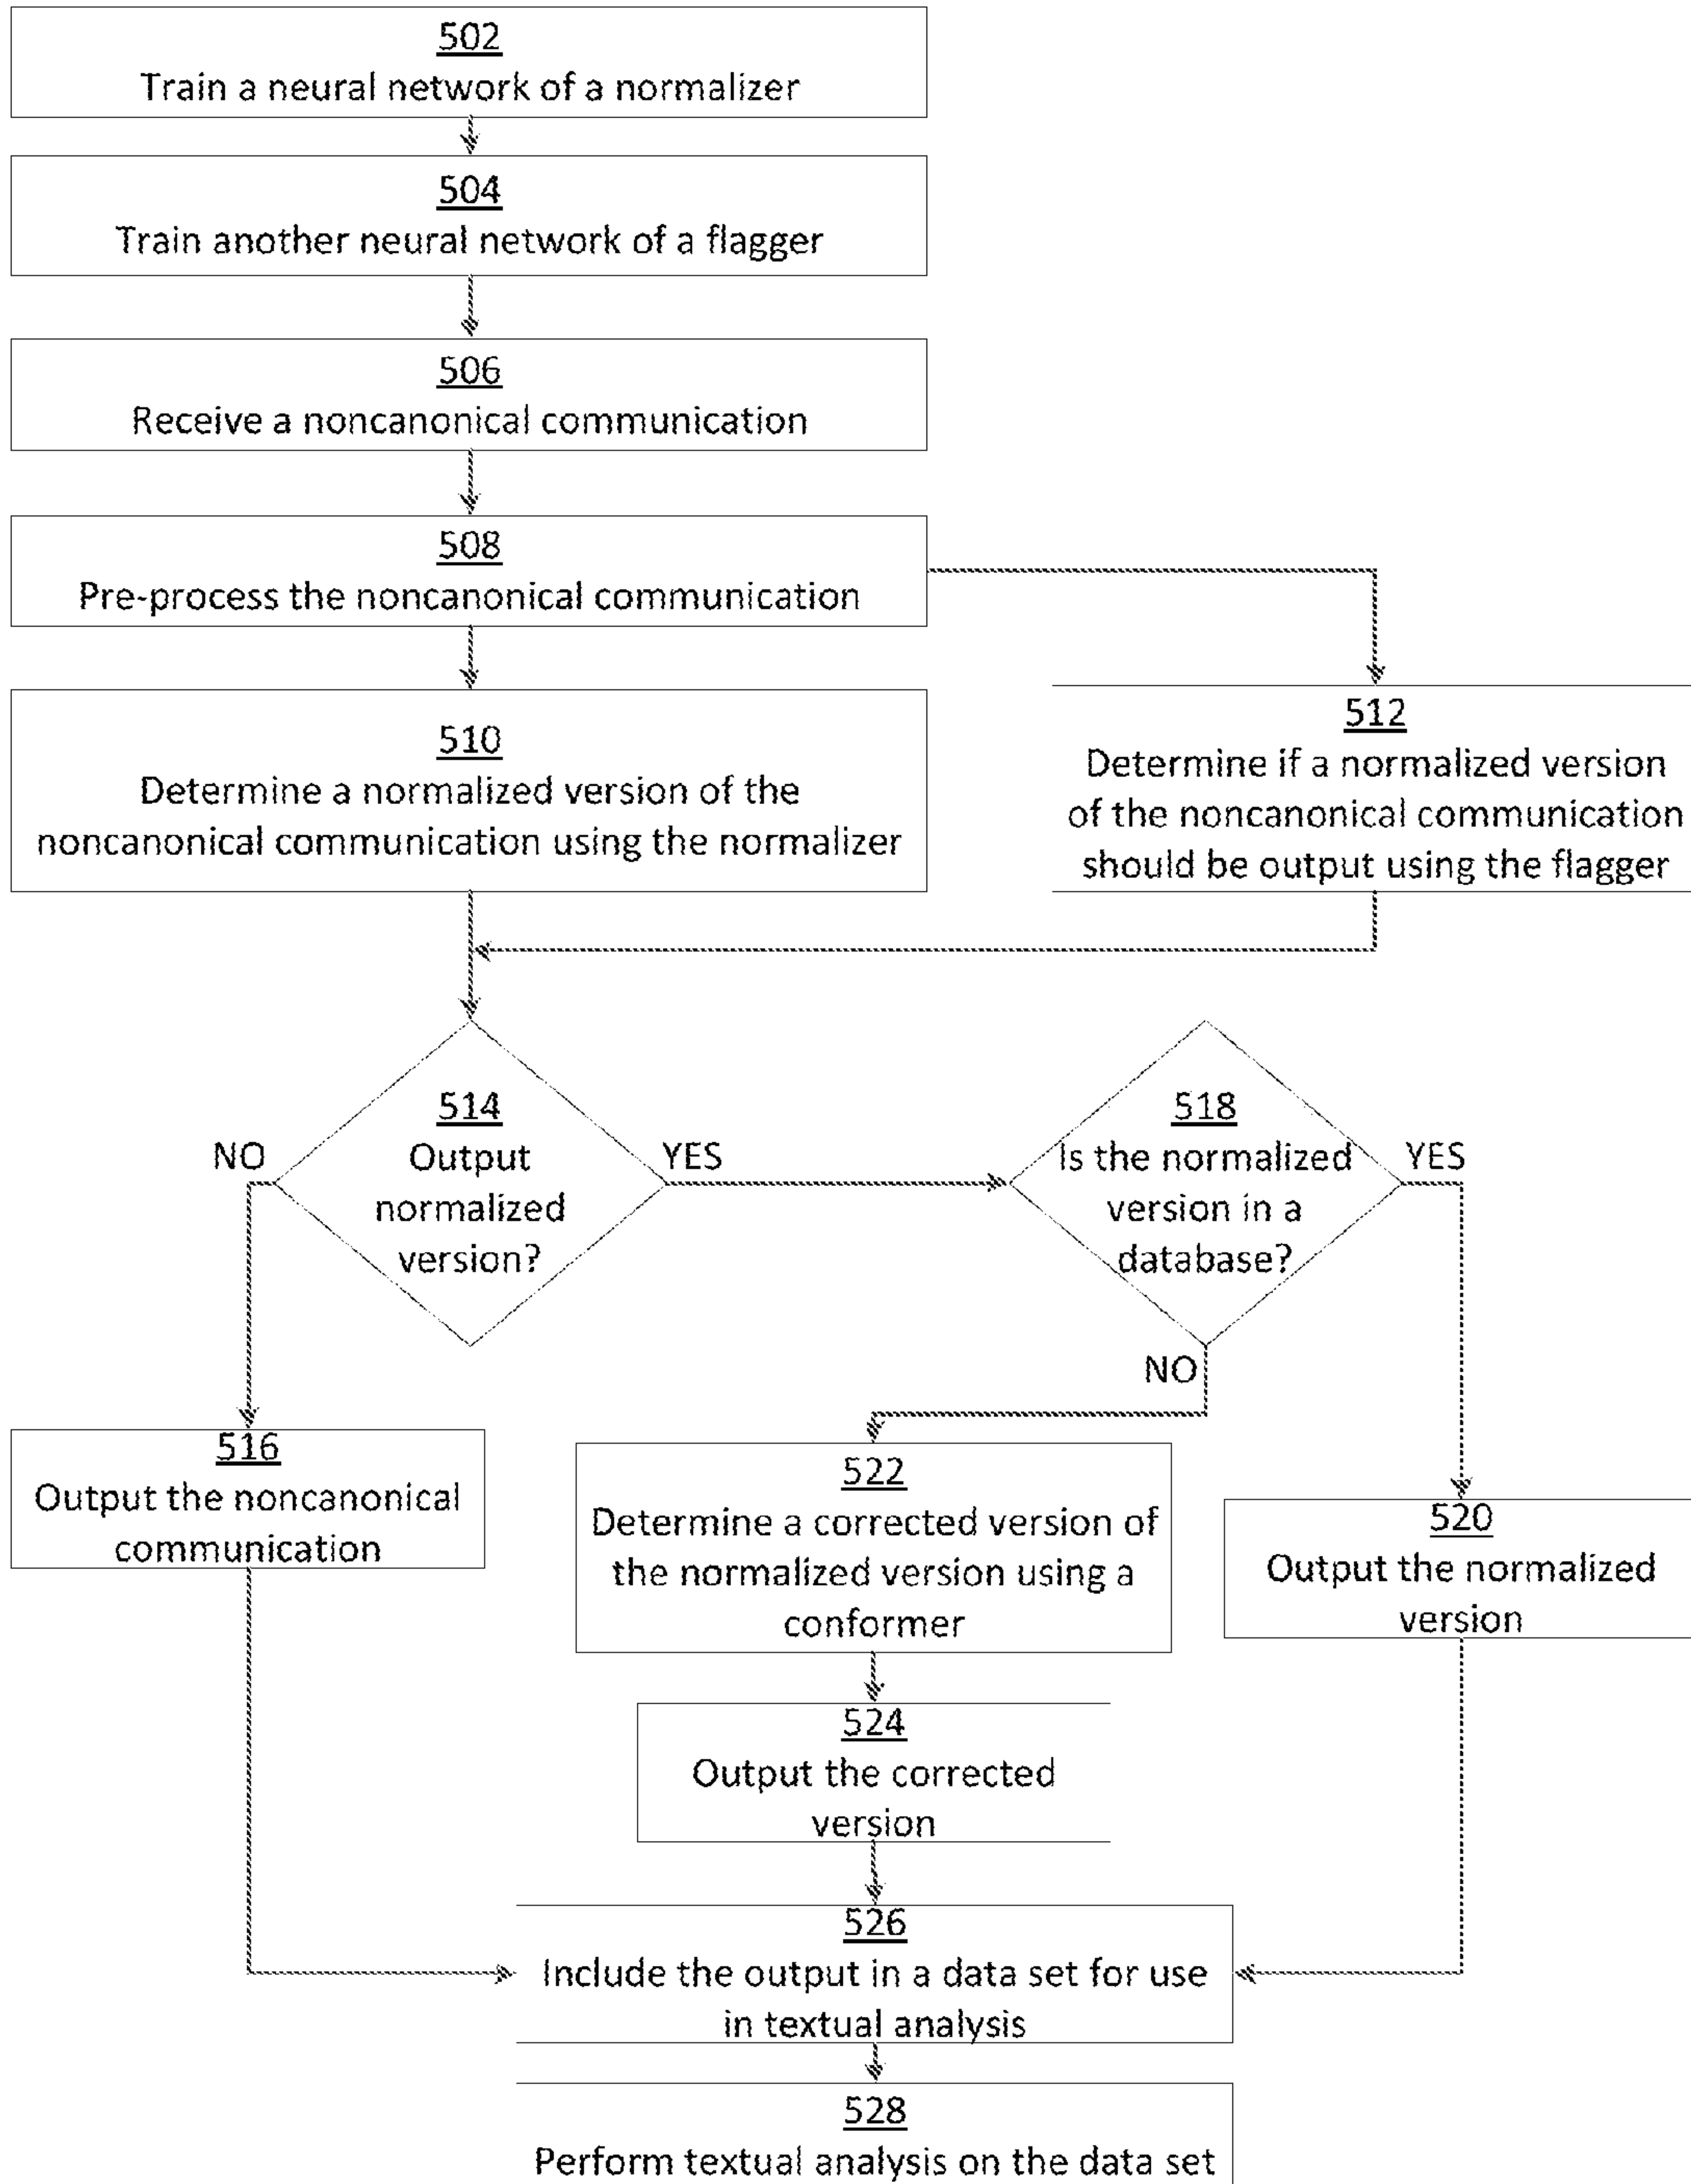 502
Train a neural network of a normalizer
504
Train another neural network of a flagger
506
Receive a noncanonical communication
508
Pre-process the noncanonical communication
510
Determine a normalized version of the
noncanonical communication using the normalizer
512
Determine if a normalized version
of the noncanonical communication
should be output using the flagger
514
Output
normalized
version?
NO
YES
518
Is the normalized
version in a
database?
YES
NO
516
Output the noncanonical
communication
522
Determine a corrected version of
the normalized version using a
conformer
520
Output the normalized
version
524
Output the corrected
version
526
Include the output in a data set for use
in textual analysis
528
Perform textual analysis on the data set